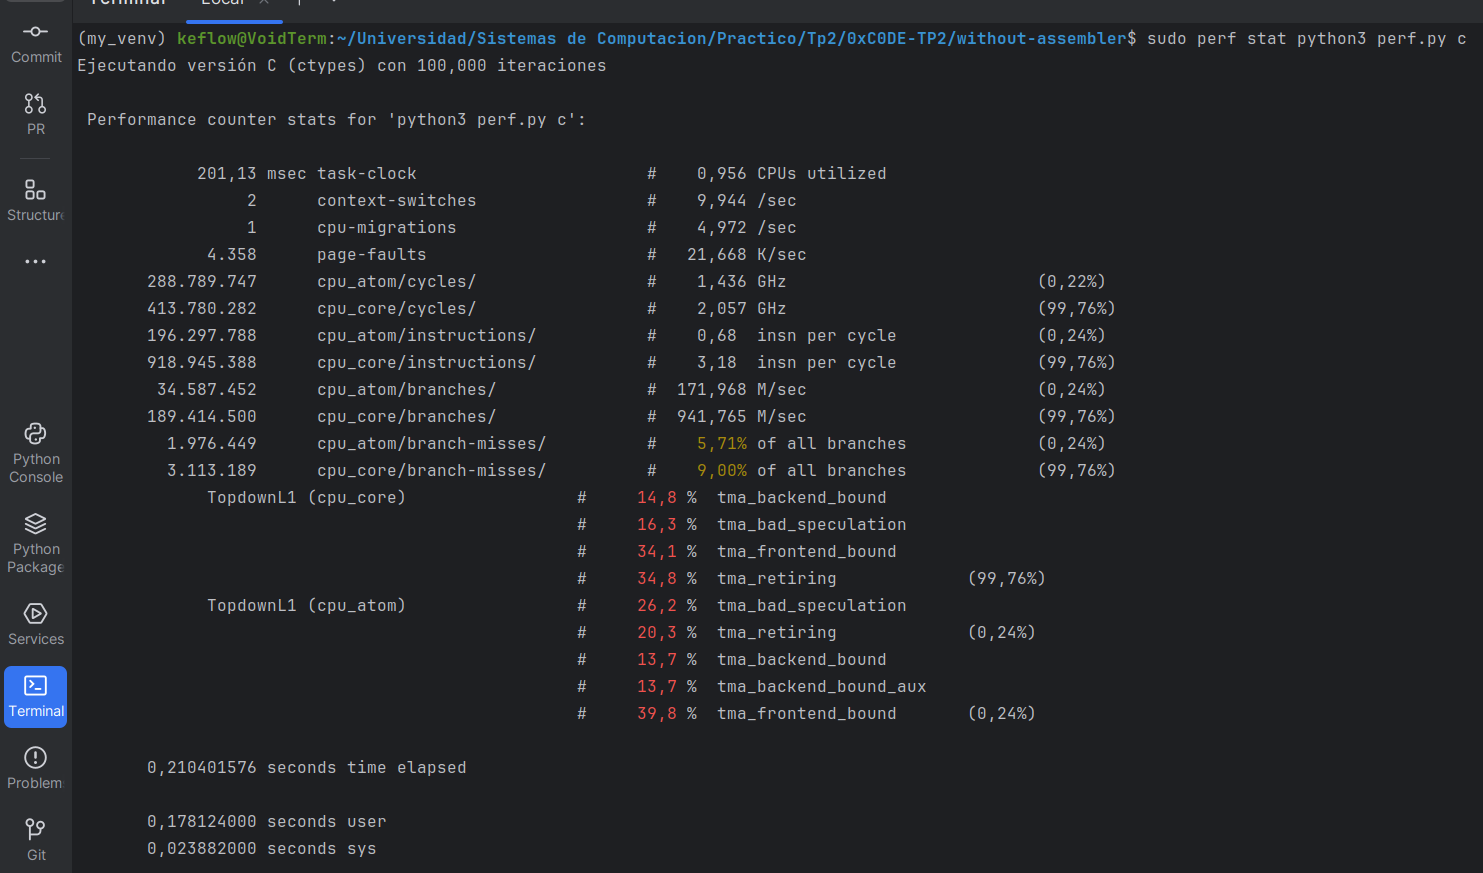 Terminal Local × +
Commit
PR
Structure
Python
Console
Python
Package
Services
Terminal
Problem
Git
(my_venv) keflow@VoidTerm:~/Universidad/Sistemas de Computacion/Practico/Tp2/0xC0DE-TP2/without-assembler$ sudo perf stat python3 perf.py c
Ejecutando versión C (ctypes) con 100,000 iteraciones
Performance counter stats for 'python3 perf.py c':
201,13 msec task-clock # 0,956 CPUs utilized
2 context-switches # 9,944 /sec
1 cpu-migrations # 4,972 /sec
4.358 page-faults # 21,668 K/sec
288.789.747 cpu_atom/cycles/ # 1,436 GHz (0,22%)
413.780.282 cpu_core/cycles/ # 2,057 GHz (99,76%)
196.297.788 cpu_atom/instructions/ # 0,68 insn per cycle (0,24%)
918.945.388 cpu_core/instructions/ # 3,18 insn per cycle (99,76%)
34.587.452 cpu_atom/branches/ # 171,968 M/sec (0,24%)
189.414.500 cpu_core/branches/ # 941,765 M/sec (99,76%)
1.976.449 cpu_atom/branch-misses/ # 5,71% of all branches (0,24%)
3.113.189 cpu_core/branch-misses/ # 9,00% of all branches (99,76%)
TopdownL1 (cpu_core) # 14,8 % tma_backend_bound
# 16,3 % tma_bad_speculation
# 34,1 % tma_frontend_bound
# 34,8 % tma_retiring (99,76%)
TopdownL1 (cpu_atom) # 26,2 % tma_bad_speculation
# 20,3 % tma_retiring (0,24%)
# 13,7 % tma_backend_bound
# 13,7 % tma_backend_bound_aux
# 39,8 % tma_frontend_bound (0,24%)
0,210401576 seconds time elapsed
0,178124000 seconds user
0,023882000 seconds sys